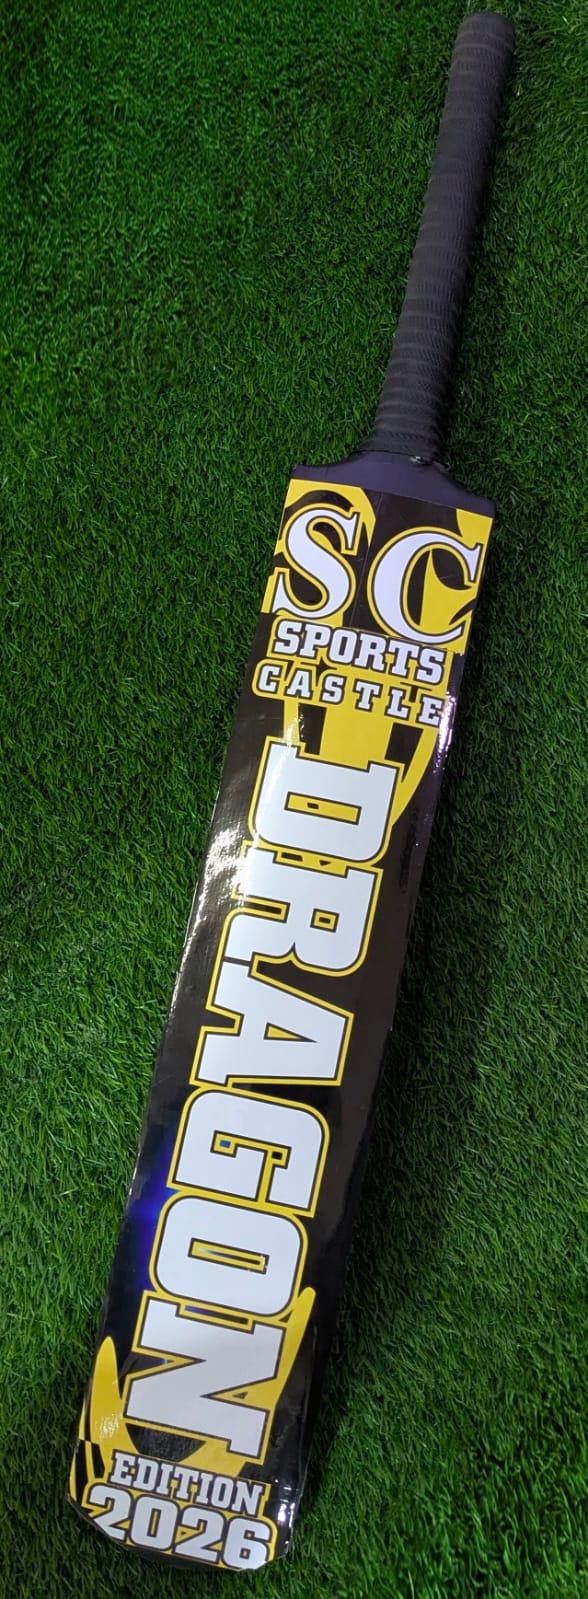 SC
SPORTS
CASTLE
DRAGON
EDITION
2026